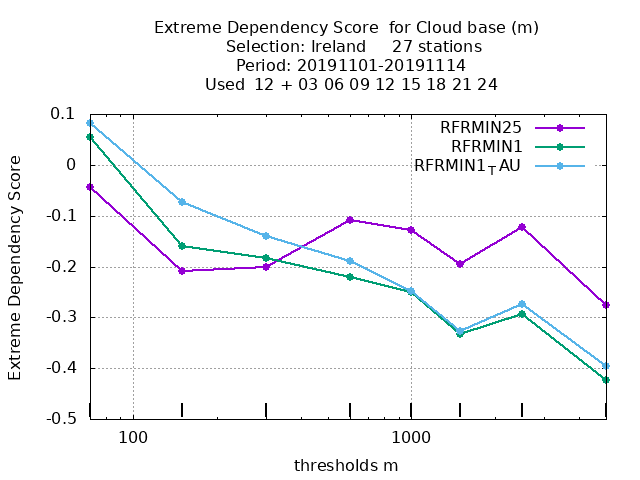 Extreme Dependency Score  for Cloud base (m)
Selection: Ireland     27 stations
Period: 20191101-20191114
Used  12 + 03 06 09 12 15 18 21 24
RFRMIN25
RFRMIN1
RFRMIN1TAU
Extreme Dependency Score
0.1
0
-0.1
-0.2
-0.3
-0.4
-0.5
100
1000
thresholds m